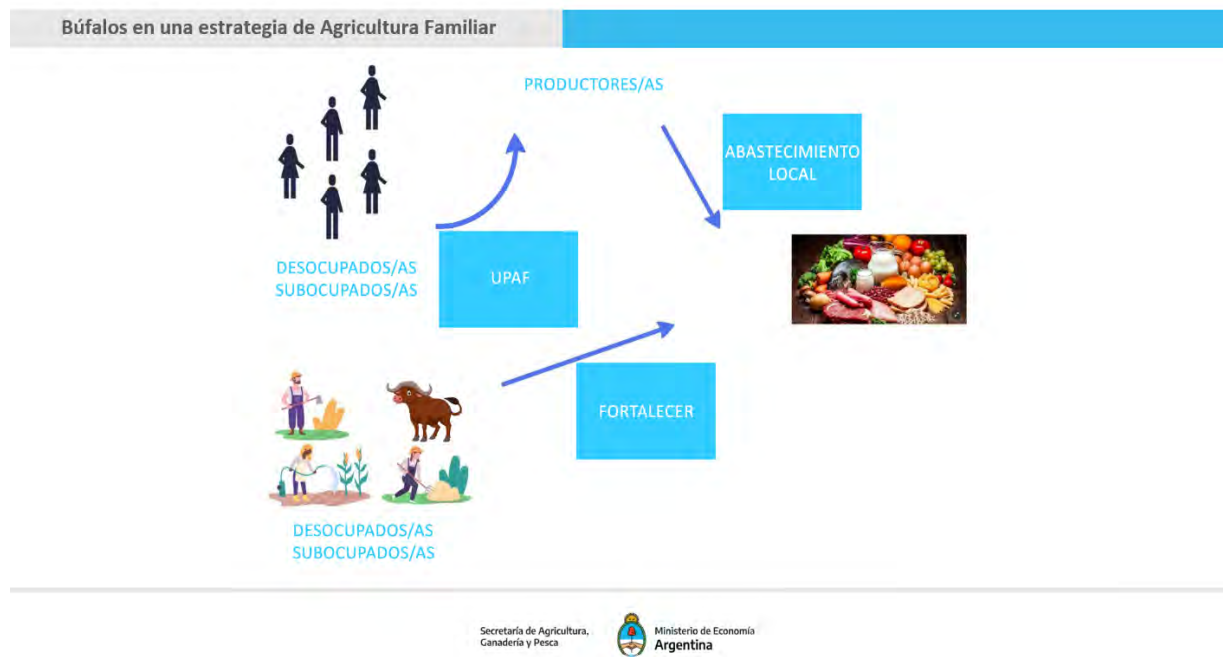 Búfalos en una estrategia de Agricultura Familiar
PRODUCTORES/AS
ABASTECIMIENTO
LOCAL
DESOCUPADOS/AS
SUBOCUPADOS/AS
UPAF
FORTALECER
DESOCUPADOS/AS
SUBOCUPADOS/AS
Secretaría de Agricultura,
Ganadería y Pesca
Ministerio de Economía
Argentina